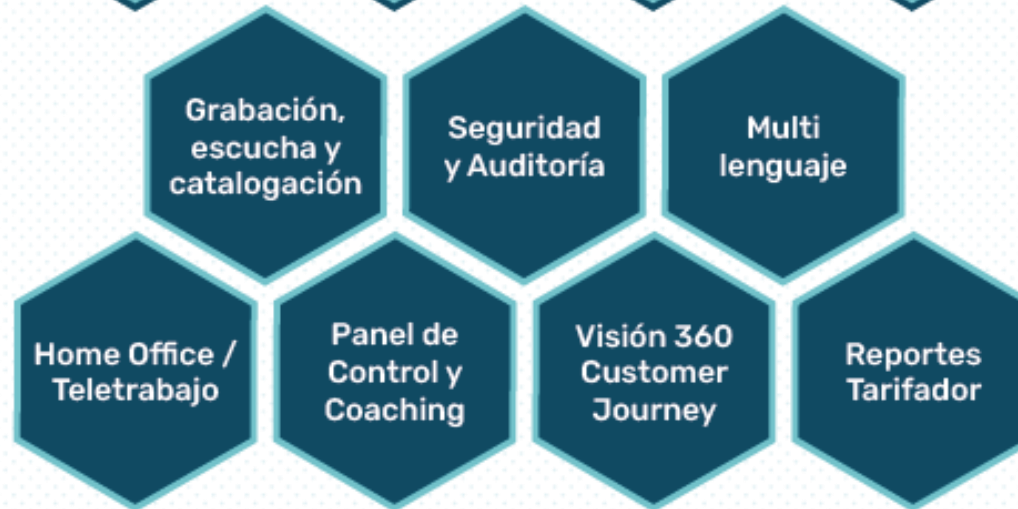 Grabación,
escucha y
catalogación
Seguridad
y Auditoría
Multi
lenguaje
Home Office /
Teletrabajo
Panel de
Control y
Coaching
Visión 360
Customer
Journey
Reportes
Tarifador